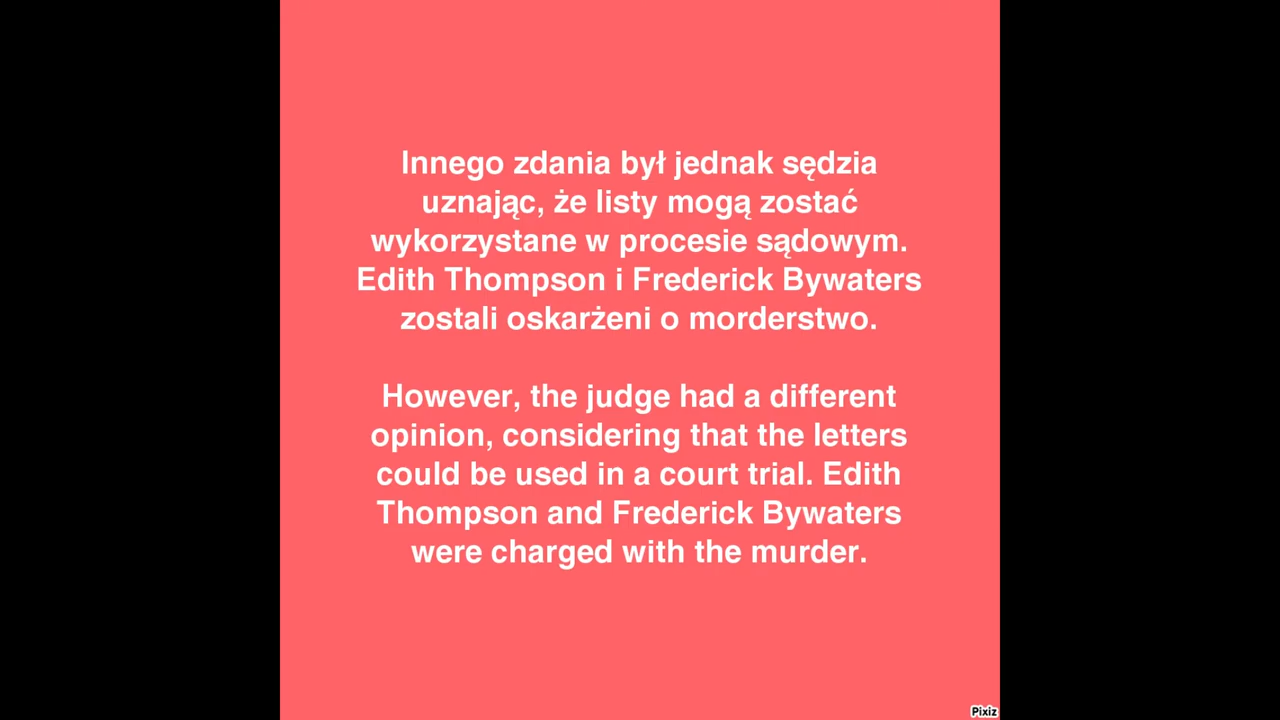 Innego zdania był jednak sędzia
uznając, że listy mogą zostać
wykorzystane w procesie sądowym.
Edith Thompson i Frederick Bywaters
zostali oskarżeni o morderstwo.
However, the judge had a different
opinion, considering that the letters
could be used in a court trial. Edith
Thompson and Frederick Bywaters
were charged with the murder.
Pixiz